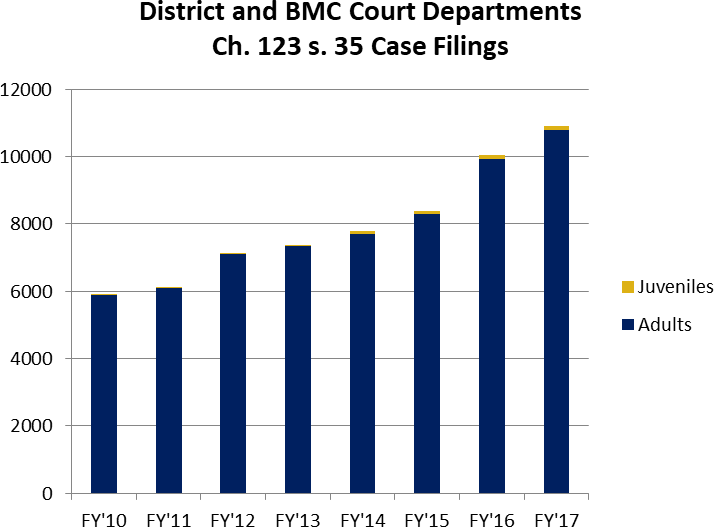 District and BMC Court Departments
Ch. 123 s. 35 Case Filings
12000
10000
8000
6000
4000
2000
0
FY'10 FY'11 FY'12 FY'13 FY'14 FY'15 FY'16 FY'17
Juveniles
Adults